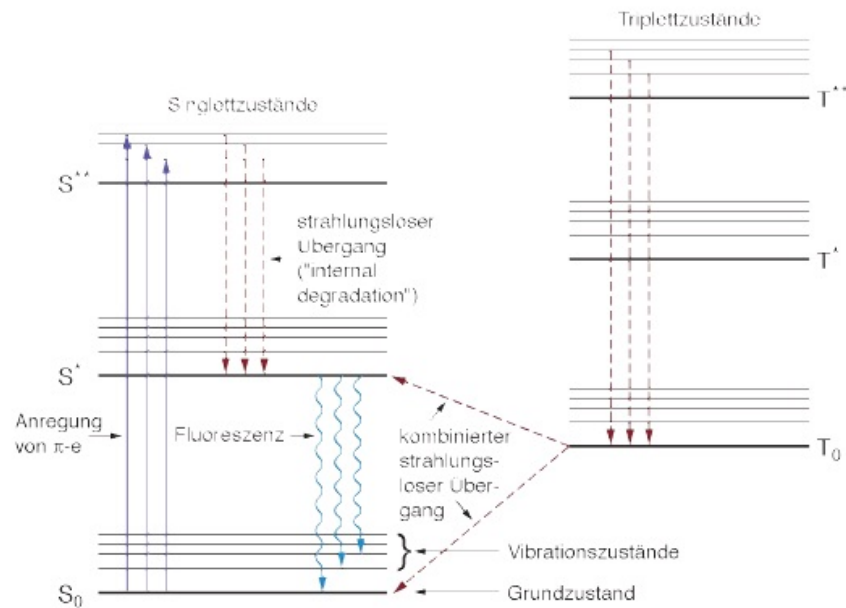 Triplettzustände
T**
Singlettzustände
S**
strahlungsloser
Übergang
("internal
degradation")
T*
S*
Anregung
von π-e
Fluoreszenz
kombinierter
strahlungs-
loser Über-
gang
T0
Vibrationszustände
S0
Grundzustand